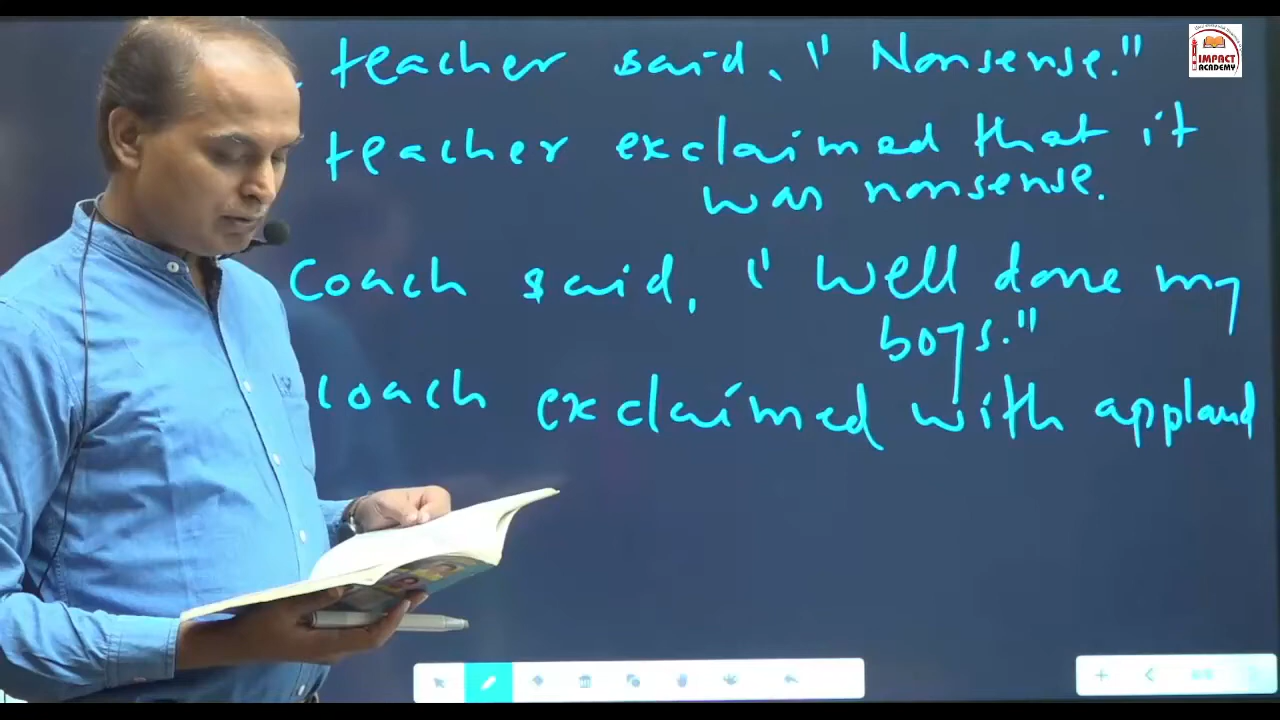 teacher said, "Nonsense."
teacher exclaimed that it
was nonsense.
Coach said, "Well done my
boys."
Coach exclaimed with applaud
IMPACT
ACADEMY